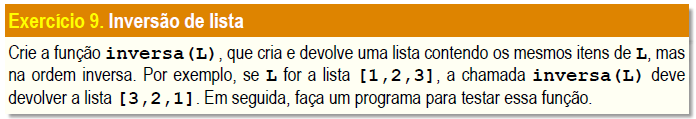 Exercício 9. Inversão de lista
Crie a função inversa(L), que cria e devolve uma lista contendo os mesmos itens de L, mas
na ordem inversa. Por exemplo, se L for a lista [1,2,3], a chamada inversa(L) deve
devolver a lista [3,2,1]. Em seguida, faça um programa para testar essa função.